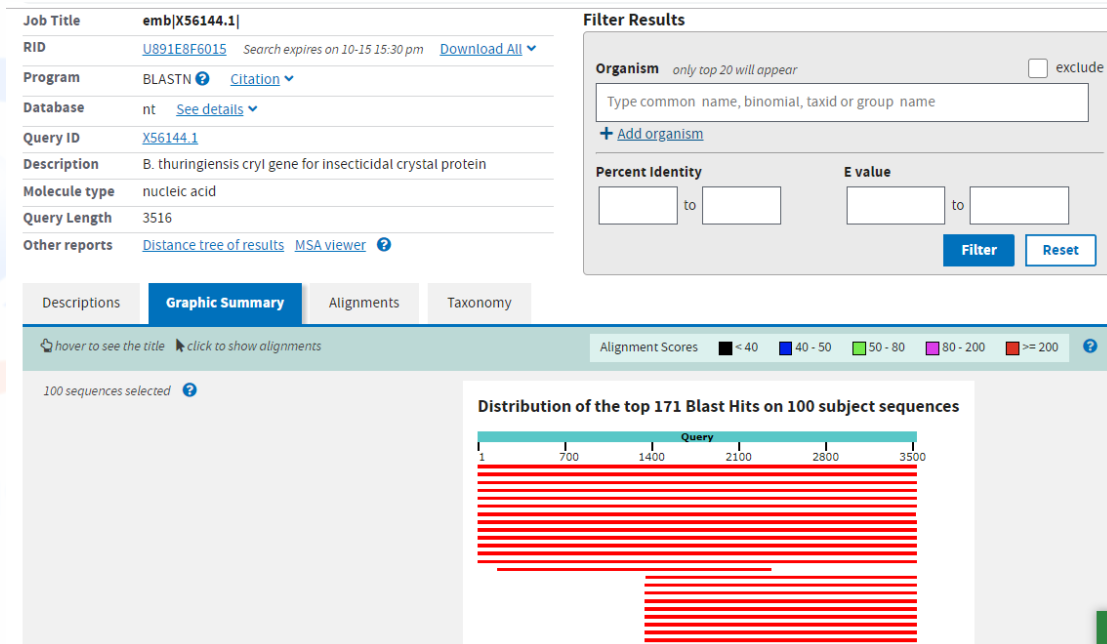 Job Title emb|X56144.1|
RID U891E8F6015 Search expires on 10-15 15:30 pm Download All
Program BLASTN ? Citation
Database nt See details
Query ID X56144.1
Description B. thuringiensis cryI gene for insecticidal crystal protein
Molecule type nucleic acid
Query Length 3516
Other reports Distance tree of results MSA viewer ?
Filter Results
Organism only top 20 will appear exclude
Type common name, binomial, taxid or group name
+ Add organism
Percent Identity E value
to to
Filter Reset
Descriptions Graphic Summary Alignments Taxonomy
hover to see the title click to show alignments Alignment Scores < 40 40 - 50 50 - 80 80 - 200 >= 200 ?
100 sequences selected ?
Distribution of the top 171 Blast Hits on 100 subject sequences
Query
1 700 1400 2100 2800 3500